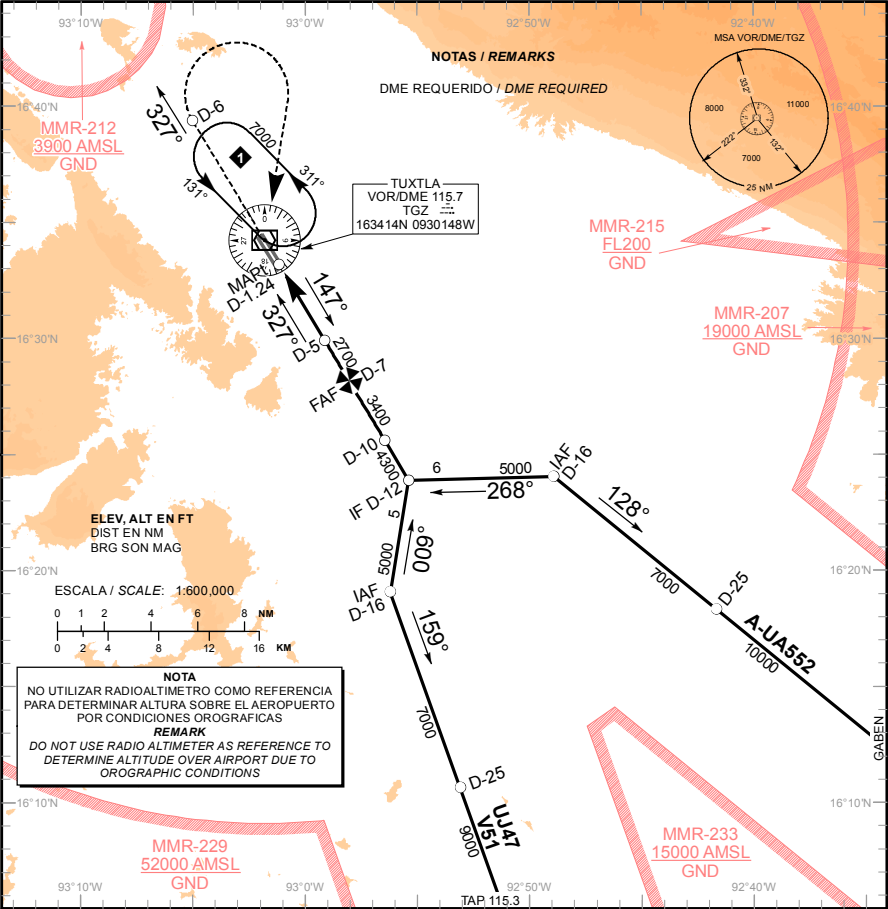 93°10'W
93°00'W
92°50'W
92°40'W
16°40'N
16°40'N
NOTAS / REMARKS
DME REQUERIDO / DME REQUIRED
MSA VOR/DME/TGZ
332°
8000
11000
222°
132°
7000
25 NM
MMR-212
3900 AMSL
GND
D-6
327°
7000
1
131°
311°
TUXTLA
VOR/DME 115.7
TGZ
163414N 0930148W
0
9
18
27
MAPt
D-1.24
147°
327°
MMR-215
FL200
GND
MMR-207
19000 AMSL
GND
16°30'N
16°30'N
D-5
2700
D-7
FAF
3400
D-10
4300
IF D-12
6
5000
268°
IAF
D-16
128°
5
5000
009°
IAF
D-16
159°
7000
D-25
A-UA552
10000
GABEN
ELEV, ALT EN FT
DIST EN NM
BRG SON MAG
16°20'N
16°20'N
ESCALA / SCALE: 1:600,000
0 1 2 4 6 8 NM
0 2 4 8 12 16 KM
NOTA
NO UTILIZAR RADIOALTIMETRO COMO REFERENCIA
PARA DETERMINAR ALTURA SOBRE EL AEROPUERTO
POR CONDICIONES OROGRAFICAS
REMARK
DO NOT USE RADIO ALTIMETER AS REFERENCE TO
DETERMINE ALTITUDE OVER AIRPORT DUE TO
OROGRAPHIC CONDITIONS
7000
D-25
UJ47
V51
9000
16°10'N
16°10'N
MMR-229
52000 AMSL
GND
MMR-233
15000 AMSL
GND
93°10'W
93°00'W
92°50'W
92°40'W
TAP 115.3